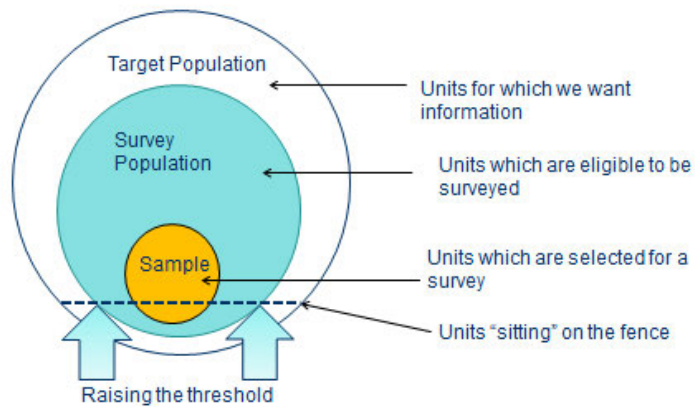 Target Population
Units for which we want
information
Survey
Population
Units which are eligible to be
surveyed
Sample
Units which are selected for a
survey
Units “sitting” on the fence
Raising the threshold